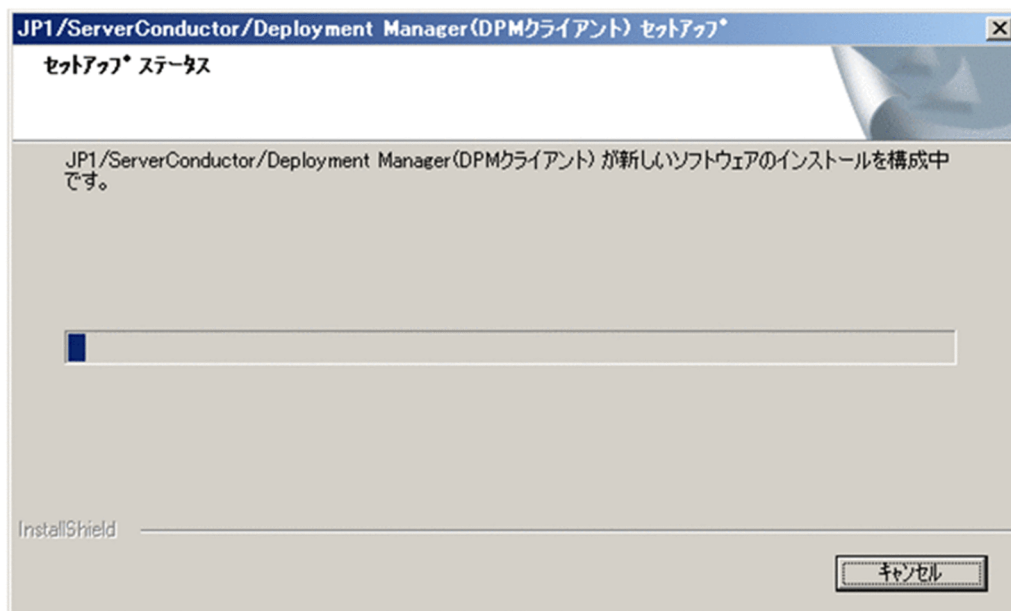 JP1/ServerConductor/Deployment Manager(DPMクライアント) セットアップ
セットアップ ステータス
JP1/ServerConductor/Deployment Manager(DPMクライアント) が新しいソフトウェアのインストールを構成中
です。
InstallShield
キャンセル